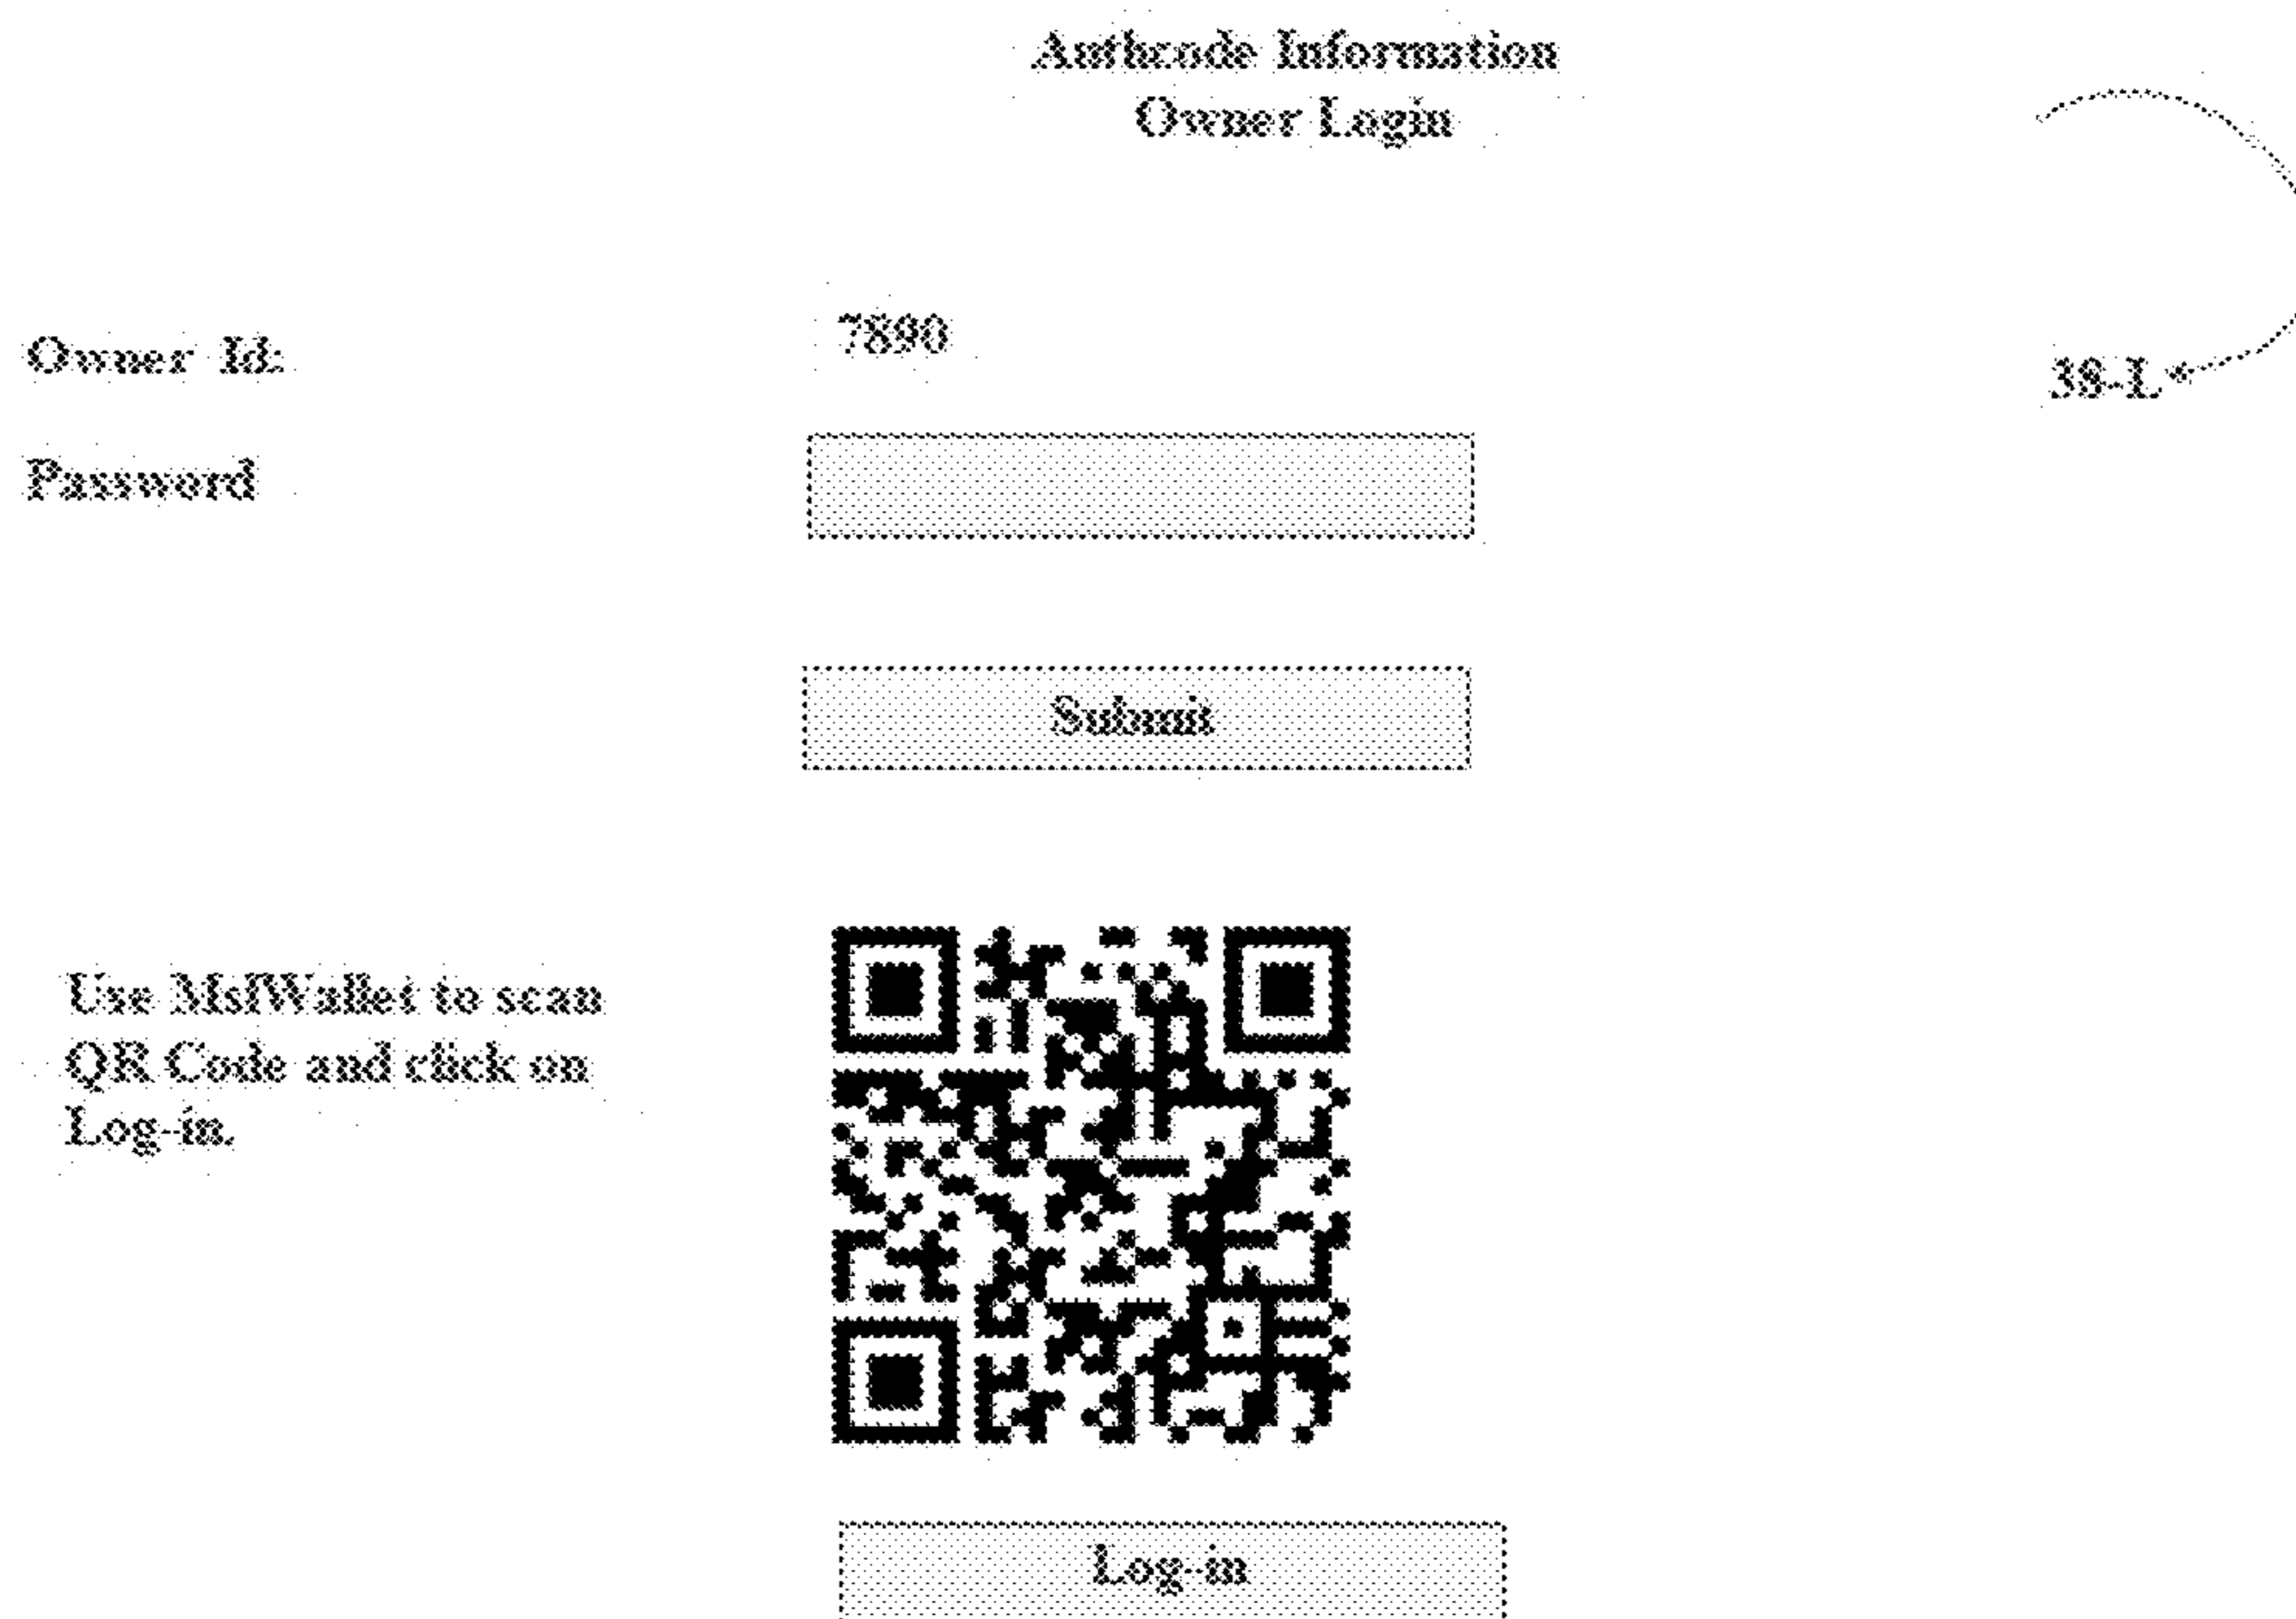 Authcode Information
Owner Login
Owner Id.
7890
38-L
Password
Submit
Use MslWallet to scan
QR Code and click on
Log-in.
Log-in